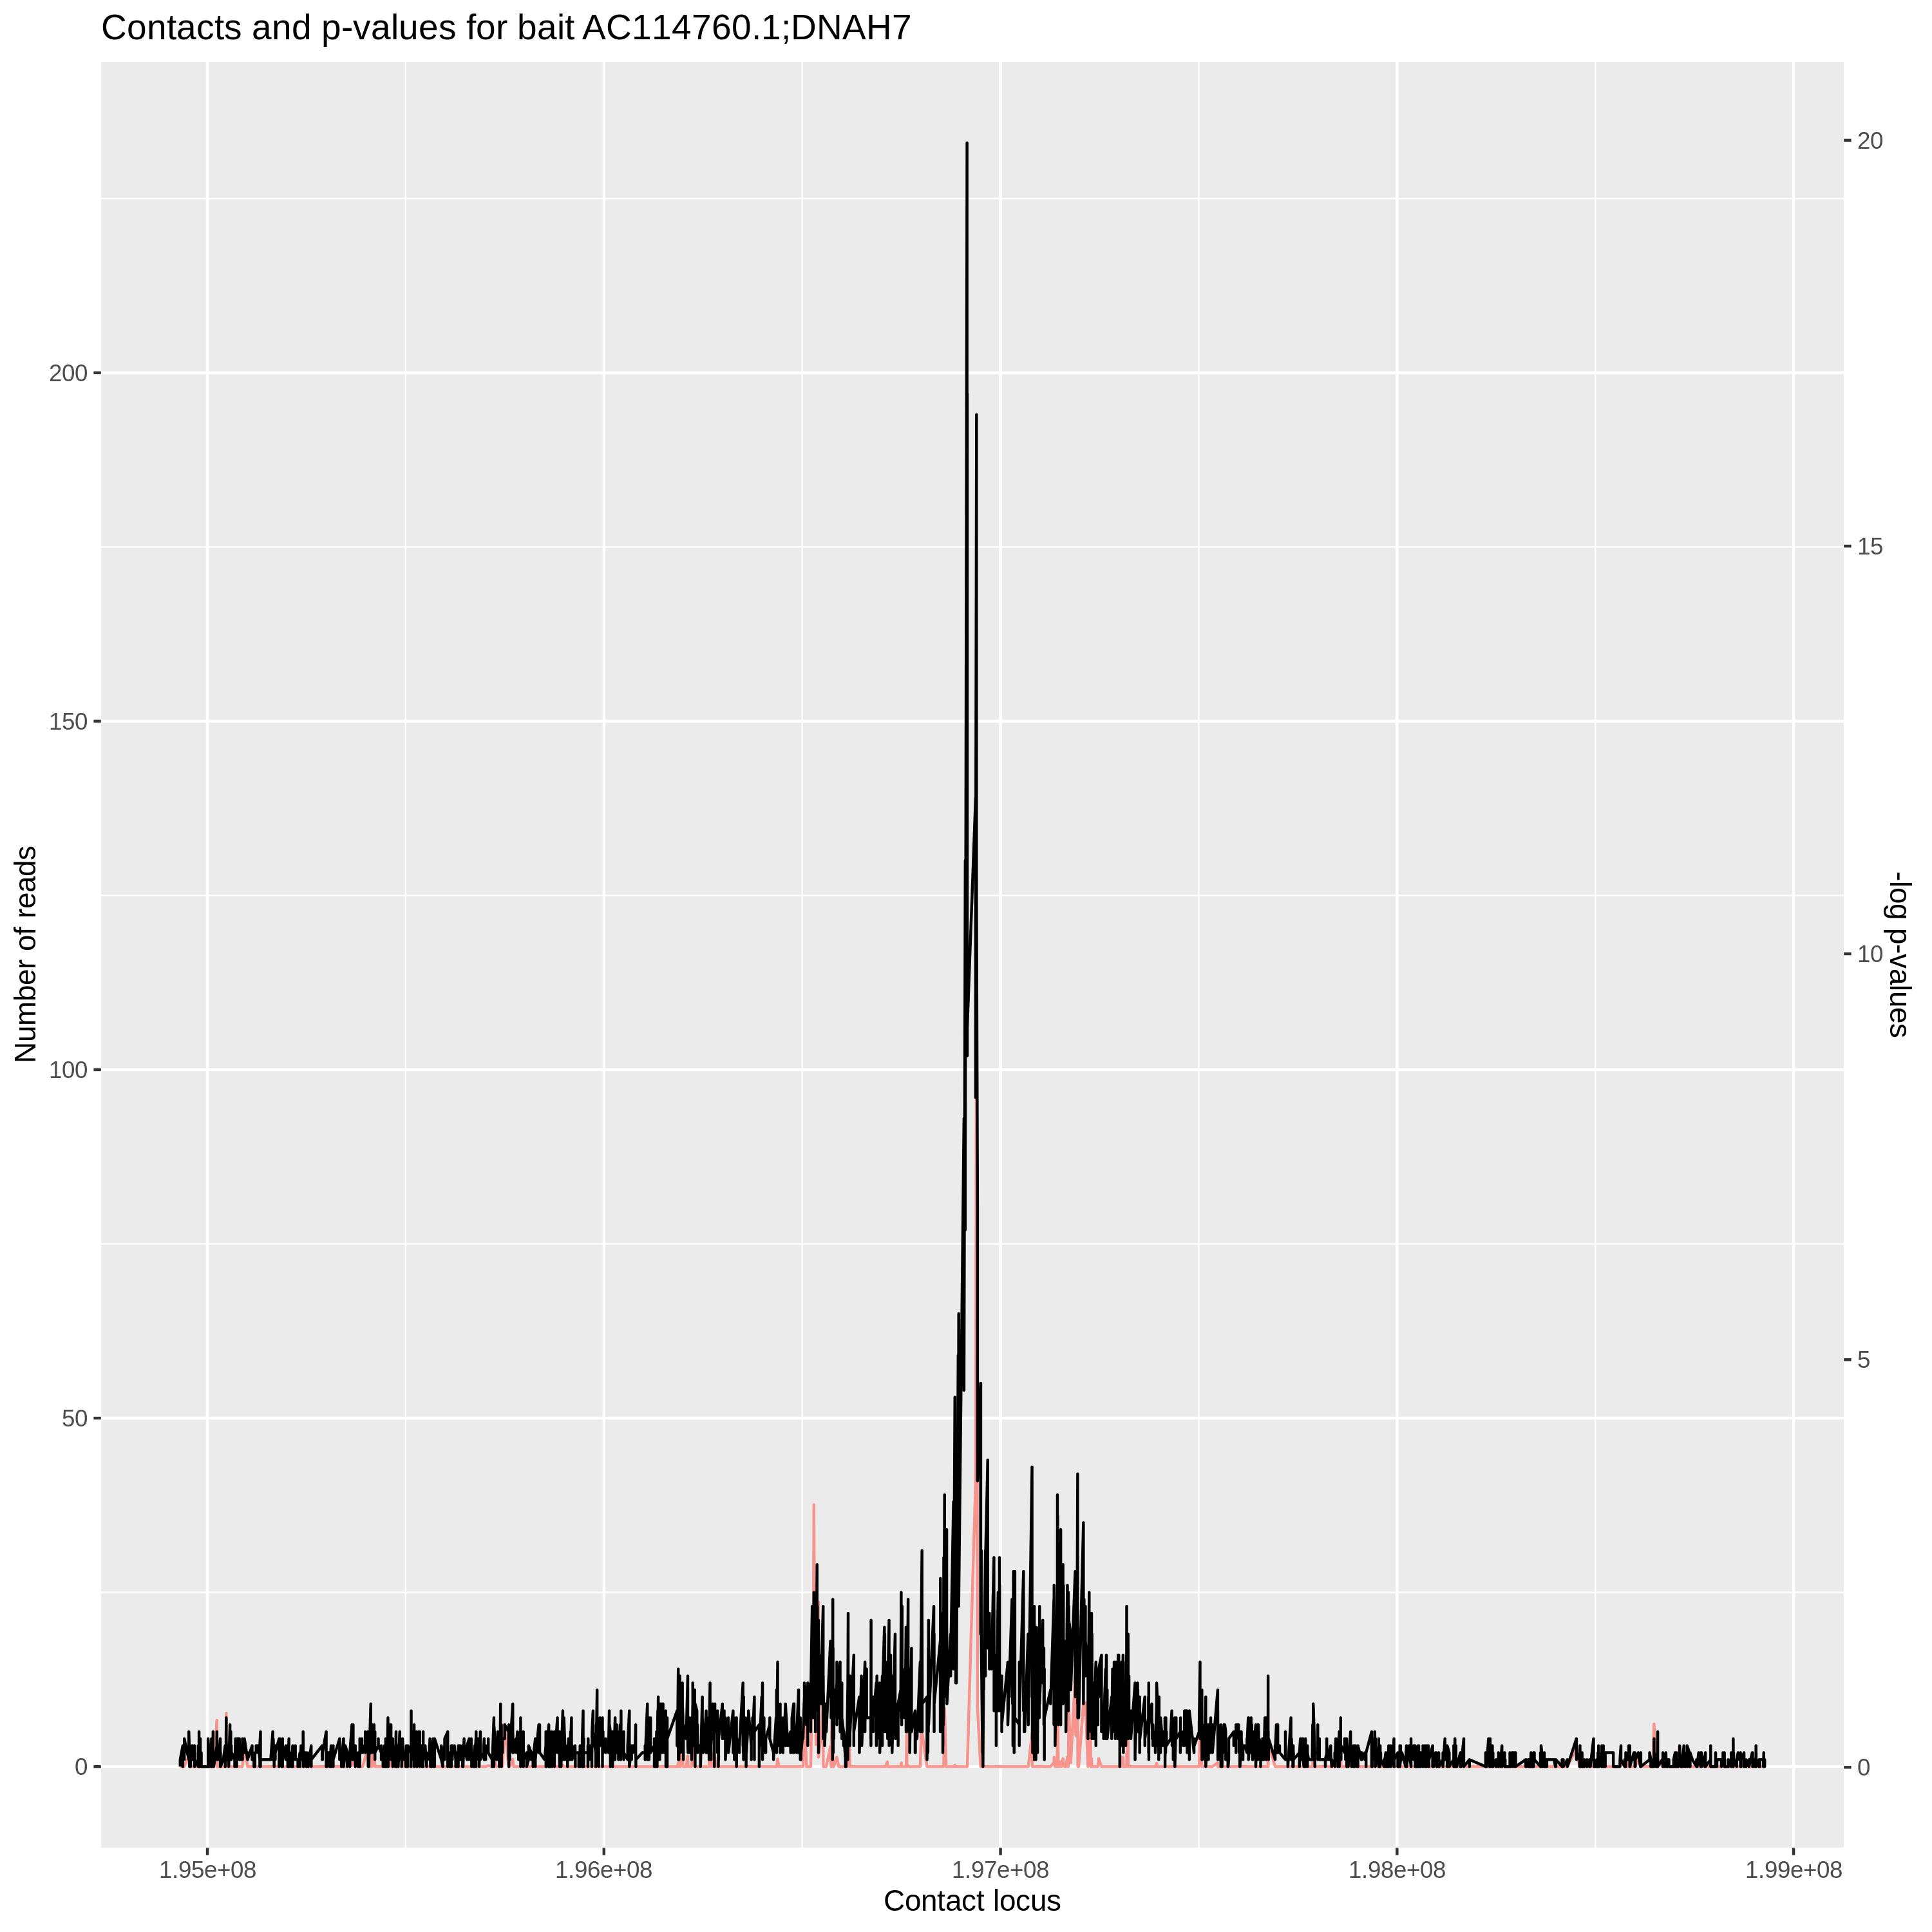 Contacts and p-values for bait AC114760.1;DNAH7
20
200
15
150
Number of reads
-log p-values
10
100
5
50
0
0
1.95e+08
1.96e+08
1.97e+08
1.98e+08
1.99e+08
Contact locus